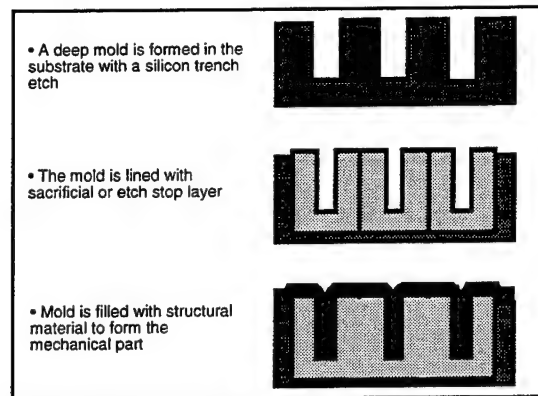 • A deep mold is formed in the
substrate with a silicon trench
etch
• The mold is lined with
sacrificial or etch stop layer
• Mold is filled with structural
material to form the
mechanical part